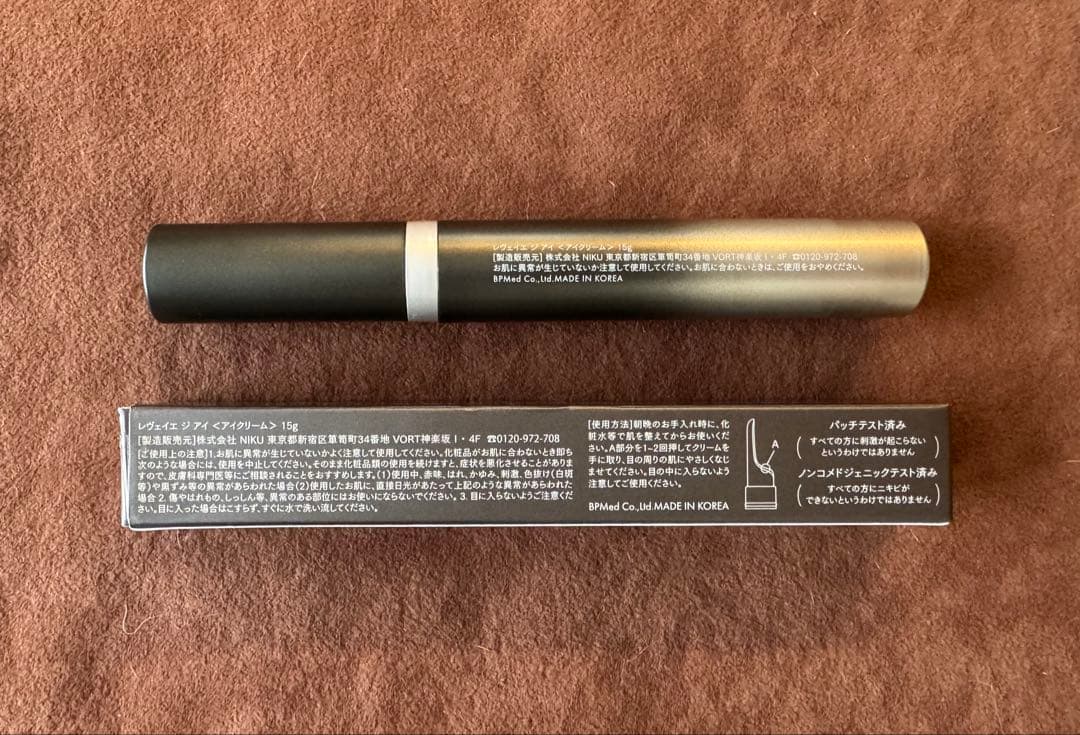 レヴェイエ ジ アイ <アイクリーム> 15g
[製造販売元] 株式会社 NIKU 東京都新宿区箪笥町34番地 VORT神楽坂Ⅰ・4F ☎0120-972-708
お肌に異常が生じていないか注意して使用してください。お肌に合わないときは、ご使用をおやめください。
BPMed Co.,Ltd.MADE IN KOREA
レヴェイエ ジ アイ <アイクリーム> 15g
[製造販売元]株式会社 NIKU 東京都新宿区箪笥町34番地 VORT神楽坂Ⅰ・4F ☎0120-972-708
[ご使用上の注意]1.お肌に異常が生じていないかよく注意して使用してください。化粧品がお肌に合わないとき即ち
次のような場合には、使用を中止してください。そのまま化粧品類の使用を続けますと、症状を悪化させることがありま
すので、皮膚科専門医等にご相談されることをおすすめします。(1)使用中、赤味、はれ、かゆみ、刺激、色抜け(白斑
等)や黒ずみ等の異常があらわれた場合(2)使用したお肌に、直接日光があたって上記のような異常があらわれた
場合 2. 傷やはれもの、しっしん等、異常のある部位にはお使いにならないでください。3. 目に入らないようご注意くだ
さい。目に入った場合はこすらず、すぐに水で洗い流してください。
[使用方法]朝晩のお手入れ時に、化
粧水等で肌を整えてからお使いくだ
さい。A部分を1~2回押してクリームを
手に取り、目の周りの肌にやさしくなじ
ませてください。目の中に入らないよう
注意してご使用ください。
BPMed Co.,Ltd.MADE IN KOREA
A
パッチテスト済み
(すべての方に刺激が起こらない
というわけではありません)
ノンコメドジェニックテスト済み
(すべての方にニキビが
できないというわけではありません)